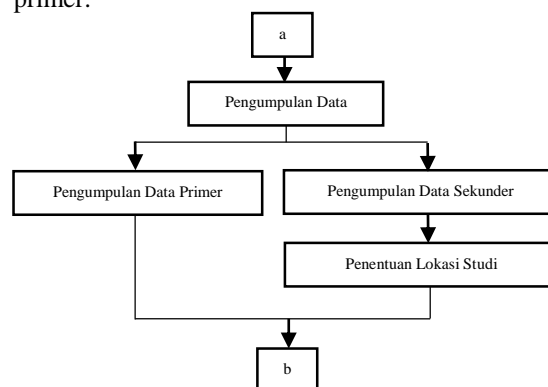 primer.
a
Pengumpulan Data
Pengumpulan Data Primer
Pengumpulan Data Sekunder
Penentuan Lokasi Studi
b